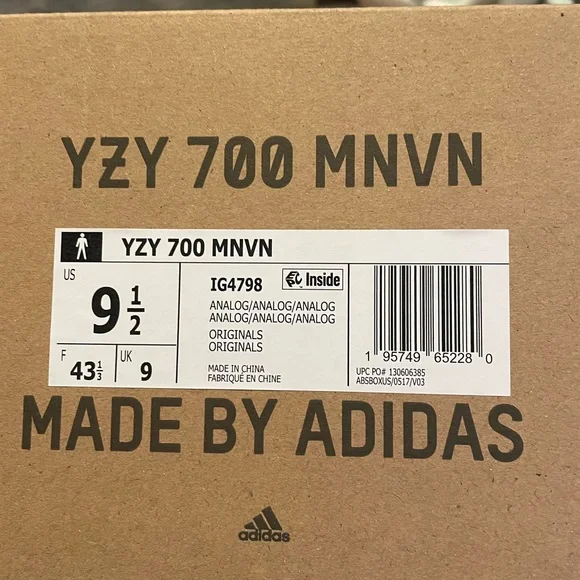 YZY 700 MNVN
YZY 700 MNVN
US
9 1/2
F
43 1/3
UK
9
IG4798
EC Inside
ANALOG/ANALOG/ANALOG
ANALOG/ANALOG/ANALOG
ORIGINALS
ORIGINALS
MADE IN CHINA
FABRIQUÉ EN CHINE
1 95749 65228 0
UPC PO# 130606385
ABSBOXUS/0517/V03
MADE BY ADIDAS
adidas